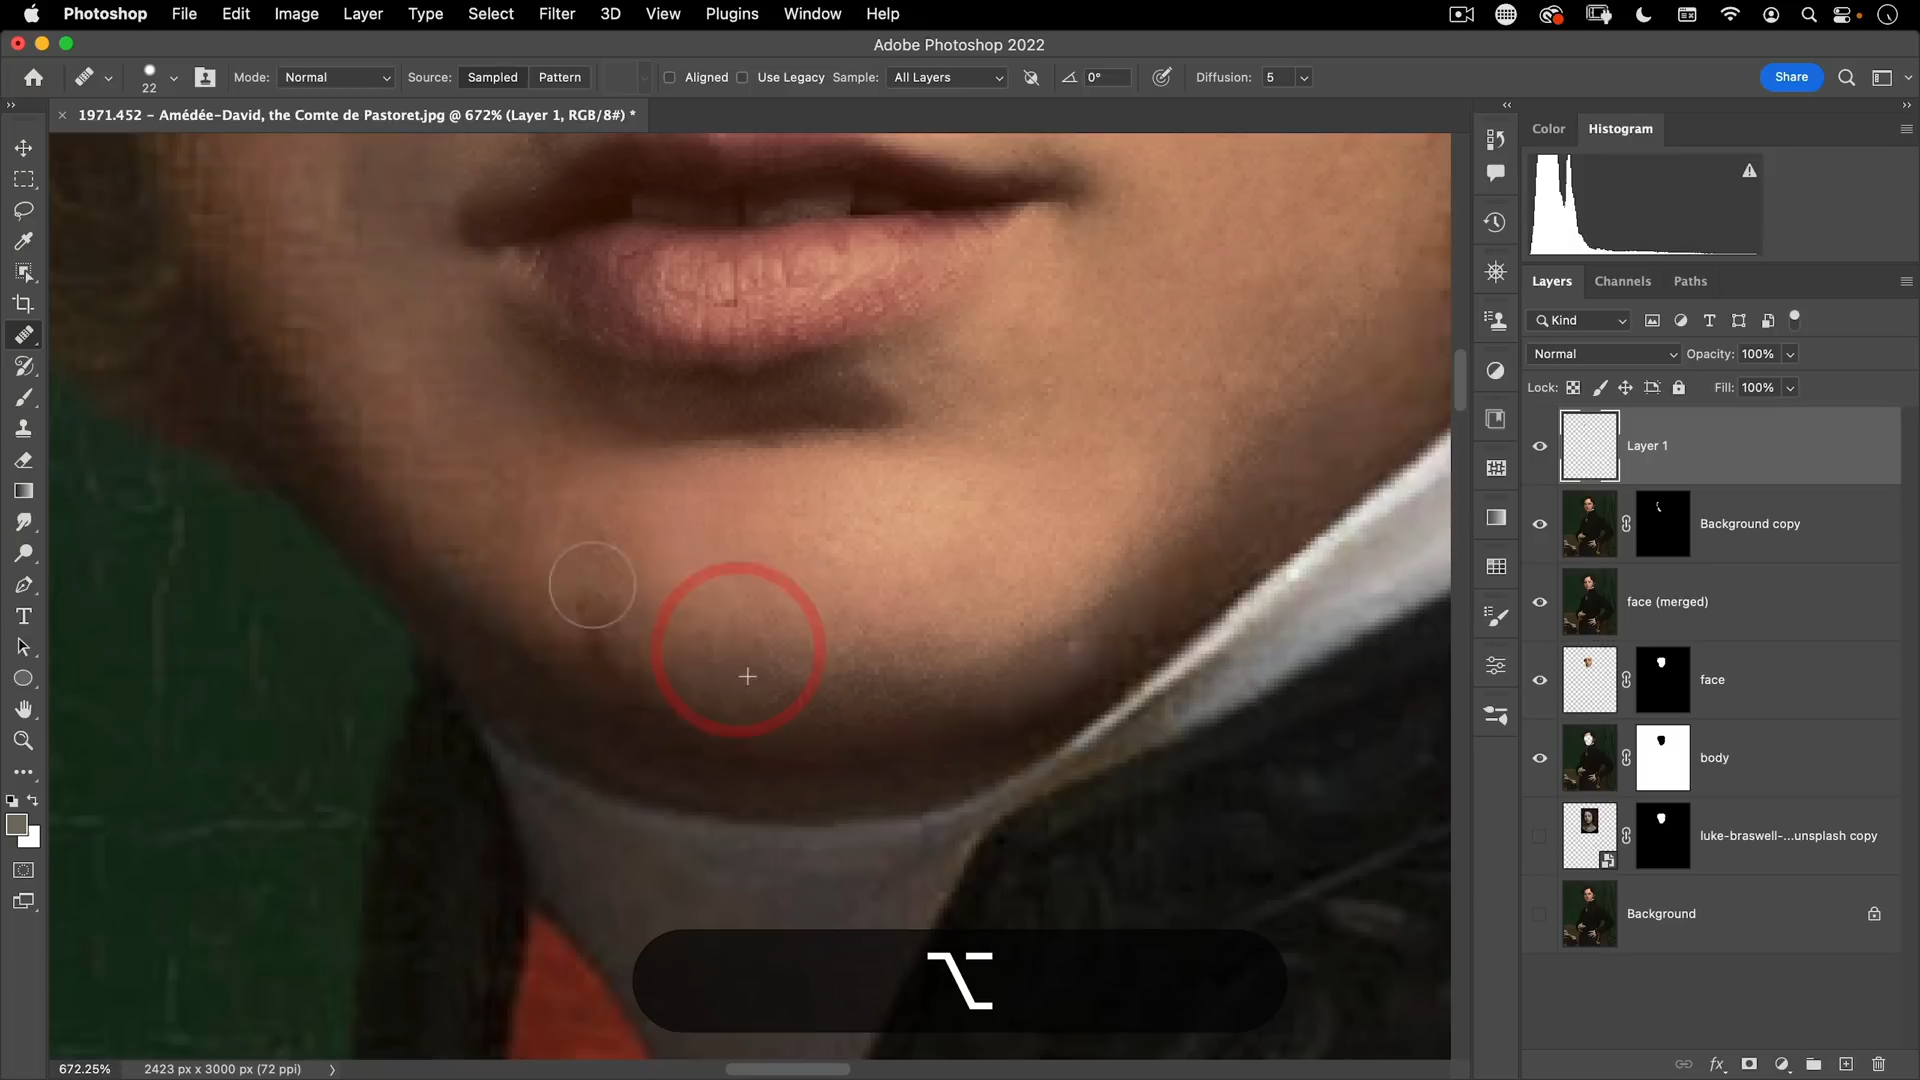 Photoshop File Edit Image Layer Type Select Filter 3D View Plugins Window Help
Adobe Photoshop 2022
22 Mode: Normal Source: Sampled Pattern Aligned Use Legacy Sample: All Layers 0° Diffusion: 5 Share
1971.452 – Amédée-David, the Comte de Pastoret.jpg @ 672% (Layer 1, RGB/8#) *
Color Histogram
Layers Channels Paths
Kind
Normal Opacity: 100%
Lock: Fill: 100%
Layer 1
Background copy
face (merged)
face
body
luke-braswell-...unsplash copy
Background
⌥
672.25% 2423 px x 3000 px (72 ppi)